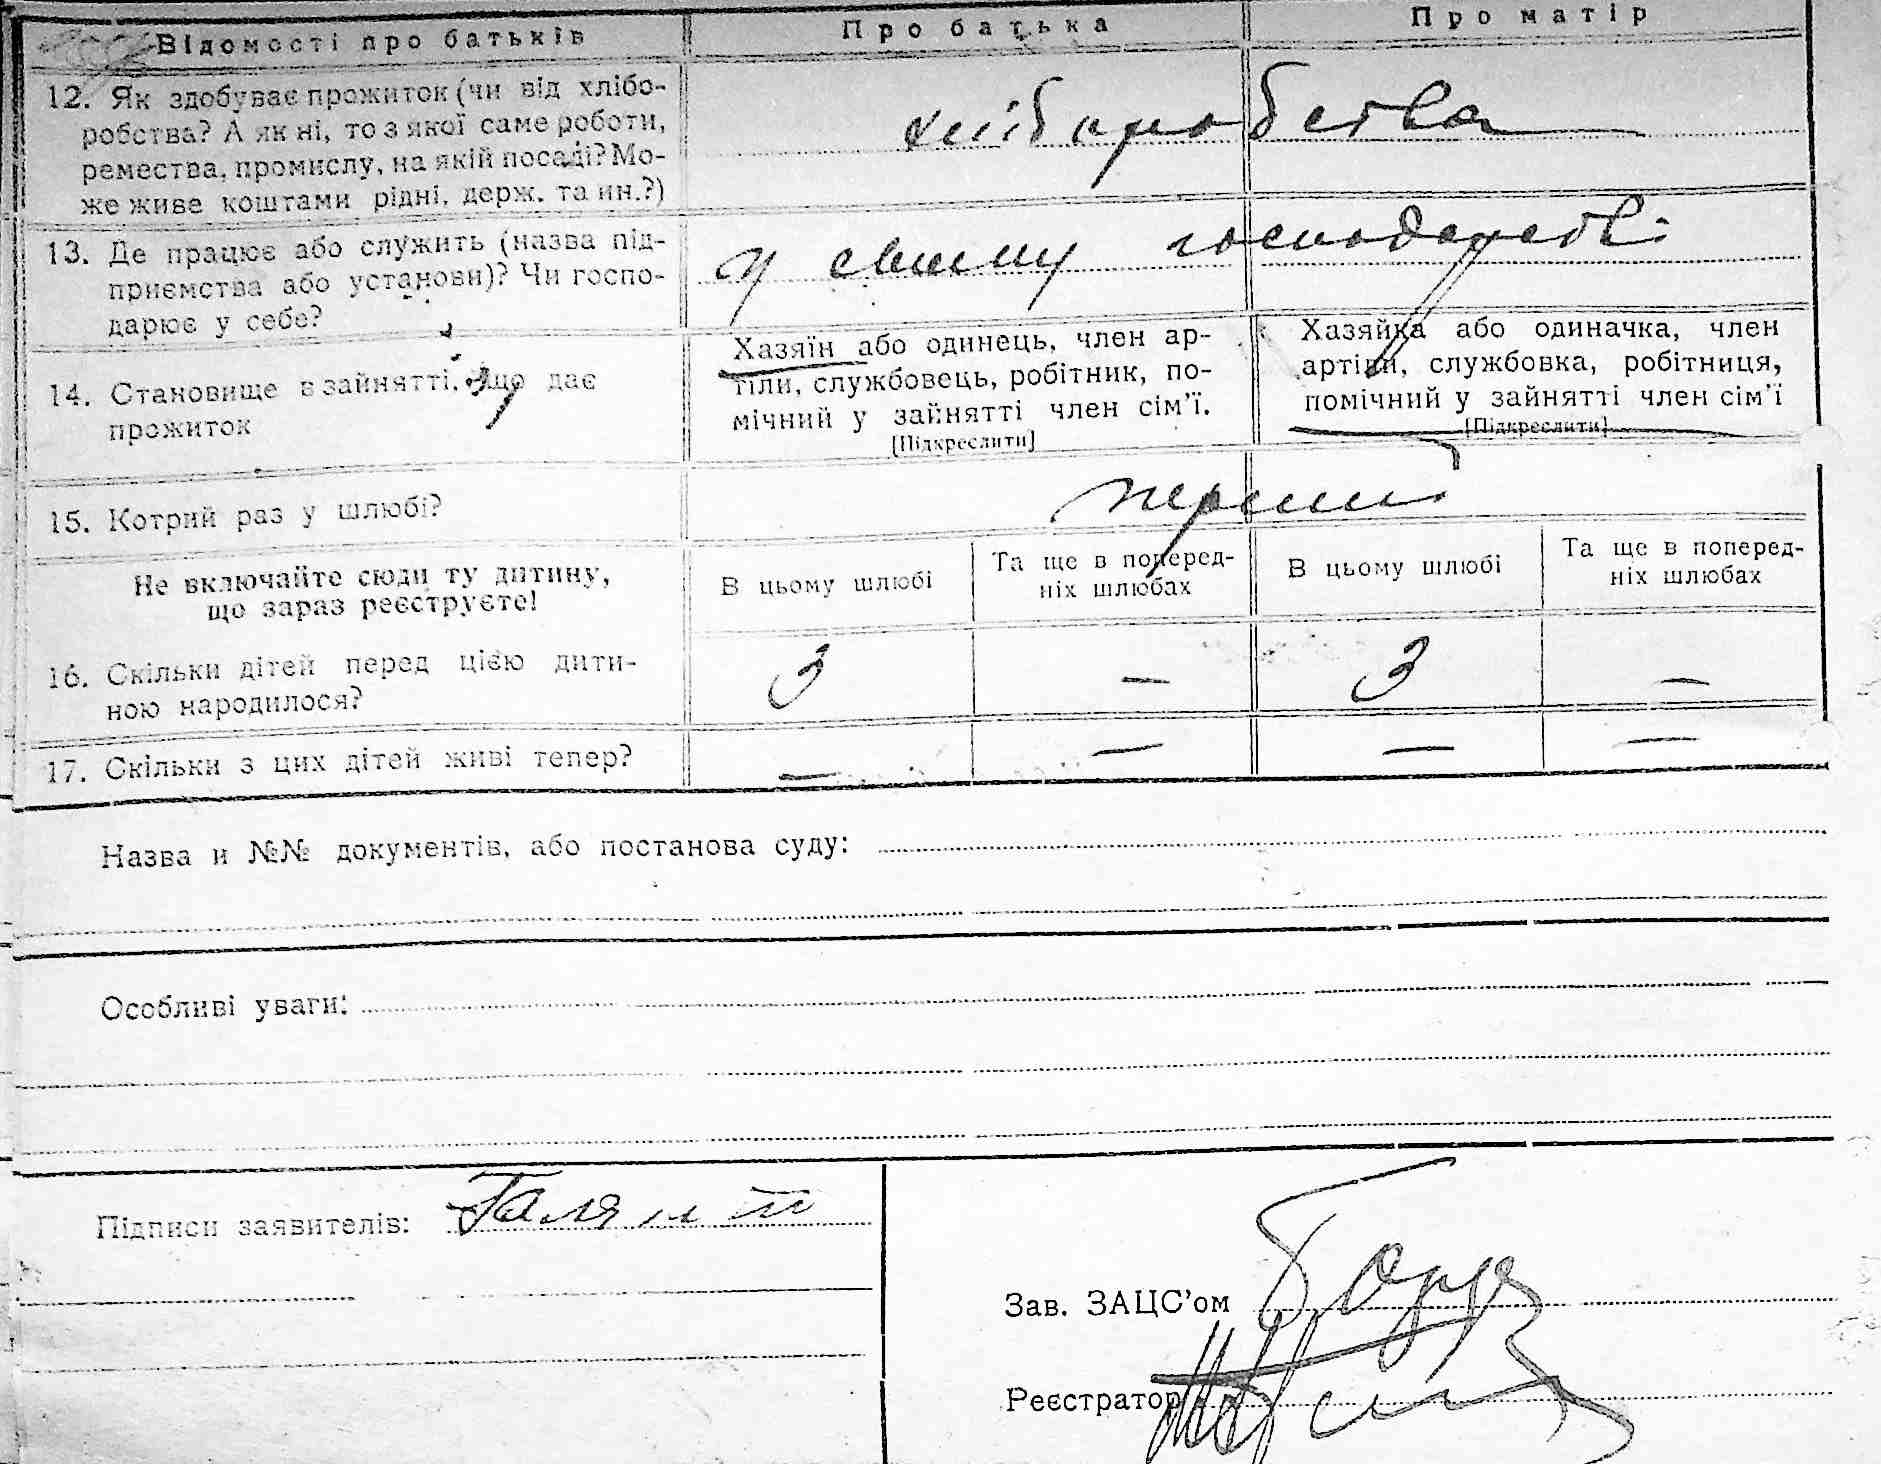 Відомості про батьків
Про батька
Про матір
12. Як здобуває прожиток (чи від хлібо-
робства? А як ні, то з якої саме роботи,
ремества, промислу, на якій посаді? Мо-
же живе коштами рідні, держ. та ин.?)
хліборобства
13. Де працює або служить (назва під-
приємства або установи)? Чи госпо-
дарює у себе?
у своєму господарстві
14. Становище в зайнятті, що дає
прожиток
Хазяїн або одинець, член ар-
тіли, службовець, робітник, по-
мічний у зайнятті член сім'ї.
[Підкреслити]
Хазяйка або одиначка, член
артіли, службовка, робітниця,
помічний у зайнятті член сім'ї
[Підкреслити]
15. Котрий раз у шлюбі?
перший
Не включайте сюди ту дитину,
що зараз реєструєте!
В цьому шлюбі
Та ще в поперед-
ніх шлюбах
В цьому шлюбі
Та ще в поперед-
ніх шлюбах
16. Скільки дітей перед цією дити-
ною народилося?
3 — 3 —
17. Скільки з цих дітей живі тепер?
— — — —
Назва и №№ документів, або постанова суду:
Особливі уваги:
Підписи заявителів:
Зав. ЗАЦС'ом
Реєстратор